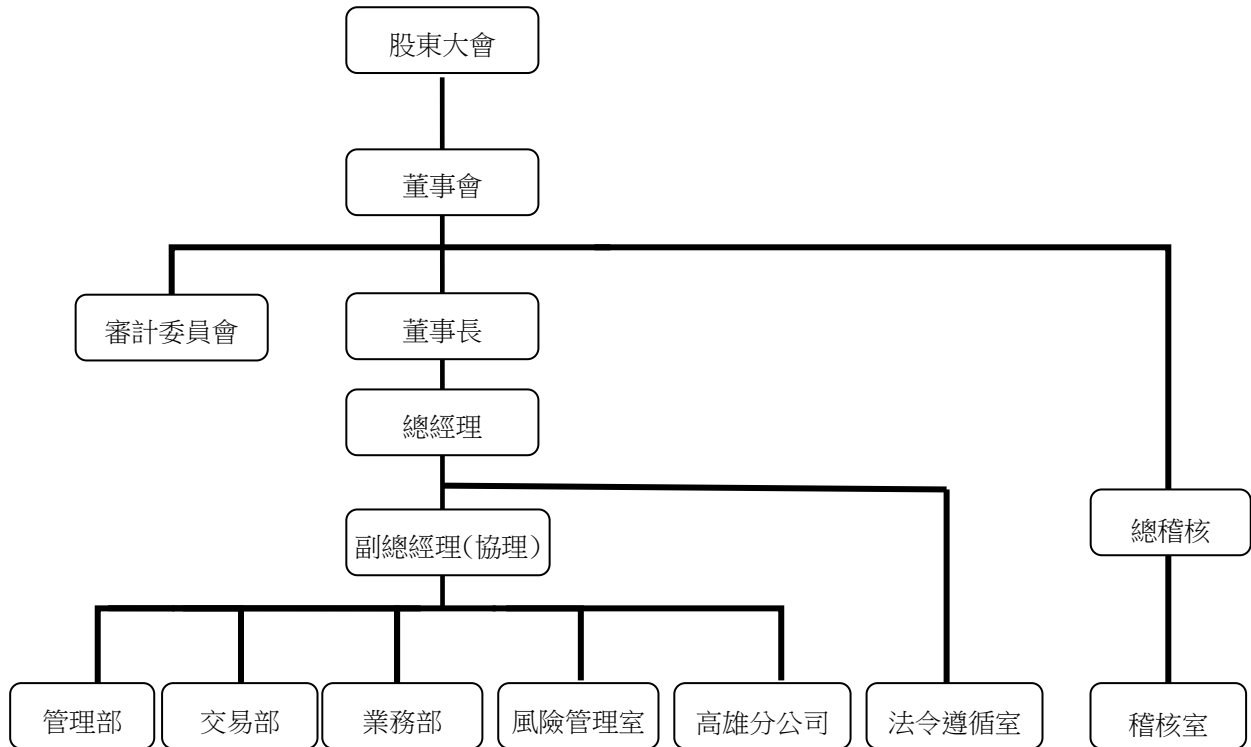 股東大會
董事會
審計委員會
董事長
總經理
總稽核
副總經理(協理)
管理部
交易部
業務部
風險管理室
高雄分公司
法令遵循室
稽核室